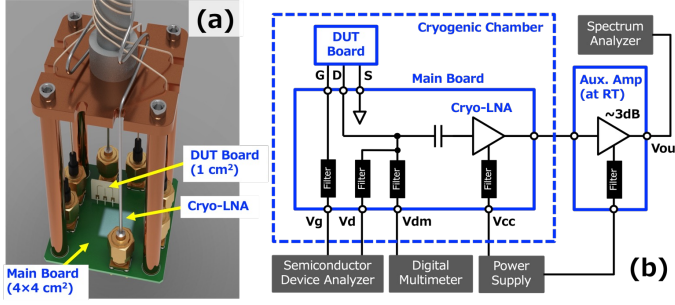 (a)
DUT Board
(1 cm²)
Cryo-LNA
Main Board
(4×4 cm²)
Cryogenic Chamber
DUT
Board
G D S
Main Board
Cryo-LNA
Filter
Filter
Filter
Filter
Vg
Vd
Vdm
Vcc
Semiconductor
Device Analyzer
Digital
Multimeter
Power
Supply
Spectrum
Analyzer
Aux. Amp
(at RT)
~3dB
Filter
Vou
(b)